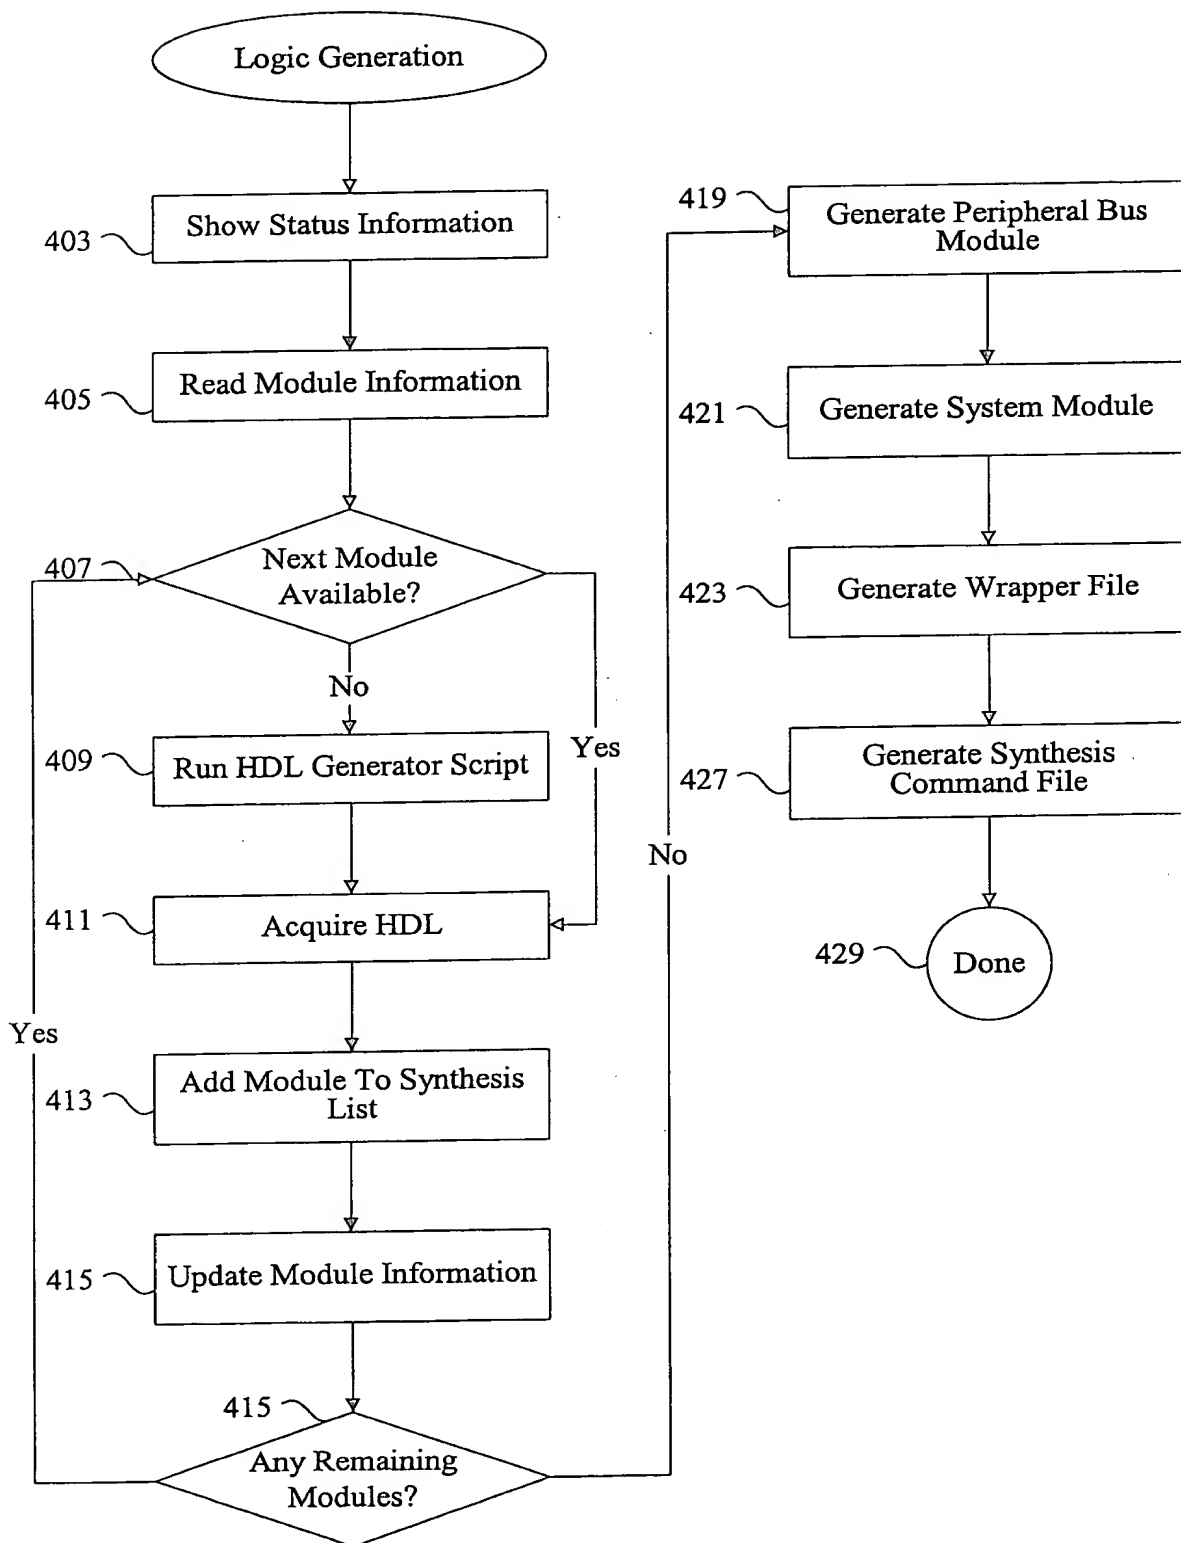 Logic Generation
403
Show Status Information
405
Read Module Information
407
Next Module
Available?
No
Yes
409
Run HDL Generator Script
411
Acquire HDL
Yes
413
Add Module To Synthesis
List
415
Update Module Information
415
Any Remaining
Modules?
No
419
Generate Peripheral Bus
Module
421
Generate System Module
423
Generate Wrapper File
427
Generate Synthesis
Command File
429
Done